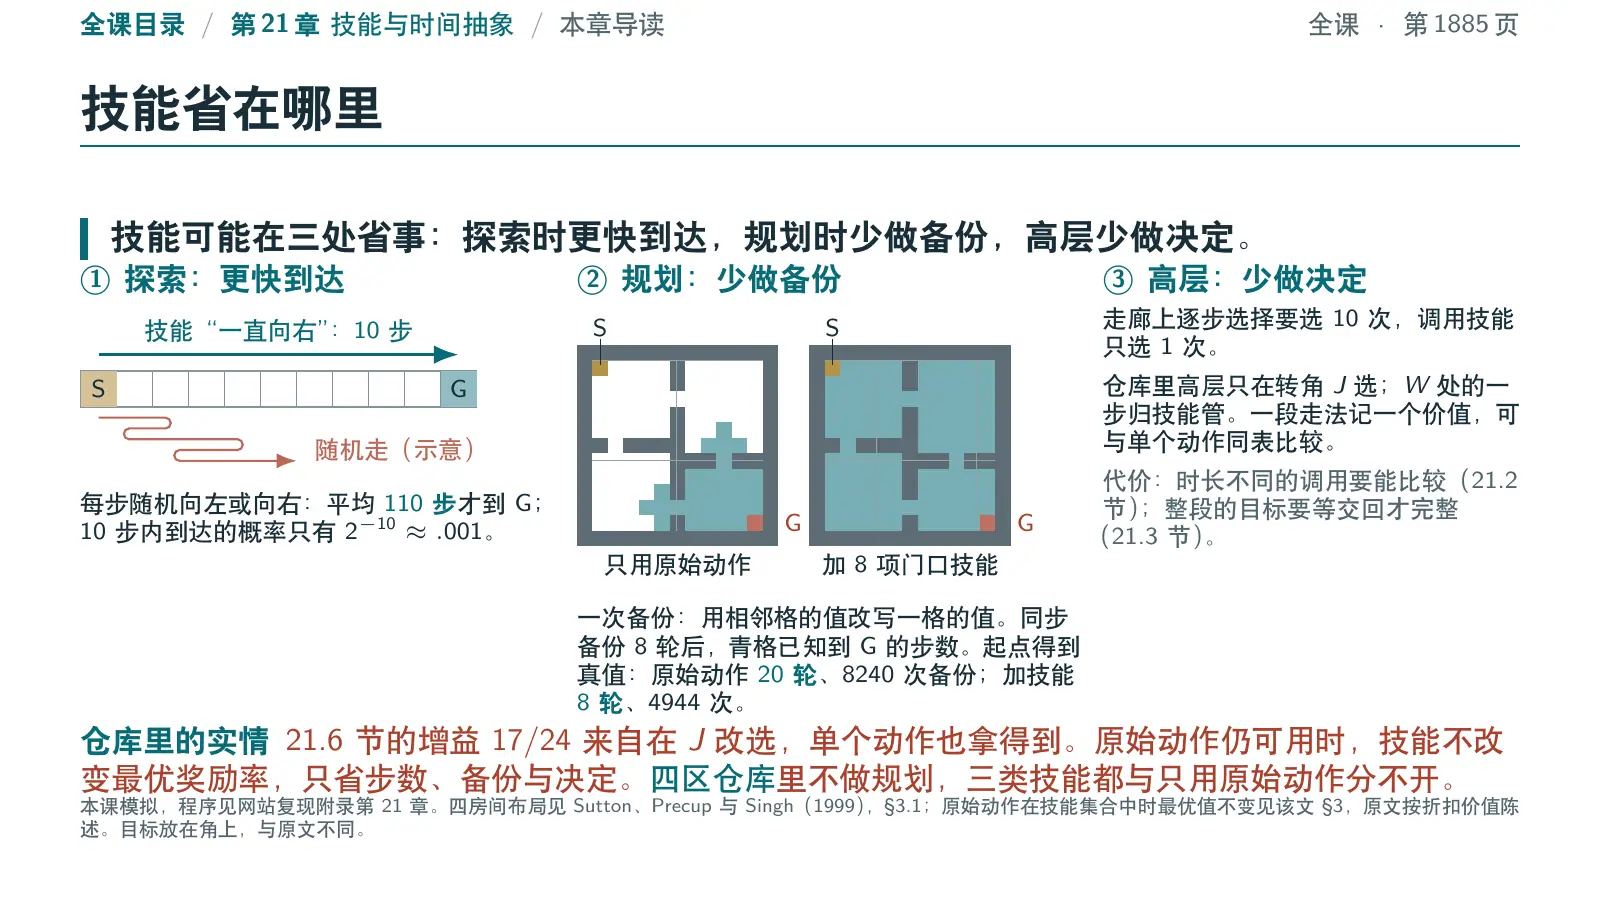 全课目录 / 第 21 章 技能与时间抽象 / 本章导读
全课 · 第 1885 页
技能省在哪里
技能可能在三处省事：探索时更快到达，规划时少做备份，高层少做决定。
① 探索：更快到达
技能“一直向右”：10 步
S
G
随机走（示意）
每步随机向左或向右：平均 110 步才到 G；
10 步内到达的概率只有 2⁻¹⁰ ≈ .001。
② 规划：少做备份
S
S
G
G
只用原始动作
加 8 项门口技能
一次备份：用相邻格的值改写一格的值。同步
备份 8 轮后，青格已知到 G 的步数。起点得到
真值：原始动作 20 轮、8240 次备份；加技能
8 轮、4944 次。
③ 高层：少做决定
走廊上逐步选择要选 10 次，调用技能
只选 1 次。
仓库里高层只在转角 J 选；W 处的一
步归技能管。一段走法记一个价值，可
与单个动作同表比较。
代价：时长不同的调用要能比较（21.2
节）；整段的目标要等交回才完整
（21.3 节）。
仓库里的实情 21.6 节的增益 17/24 来自在 J 改选，单个动作也拿得到。原始动作仍可用时，技能不改
变最优奖励率，只省步数、备份与决定。四区仓库里不做规划，三类技能都与只用原始动作分不开。
本课模拟，程序见网站复现附录第 21 章。四房间布局见 Sutton、Precup 与 Singh（1999），§3.1；原始动作在技能集合中时最优值不变见该文 §3，原文按折扣价值陈
述。目标放在角上，与原文不同。